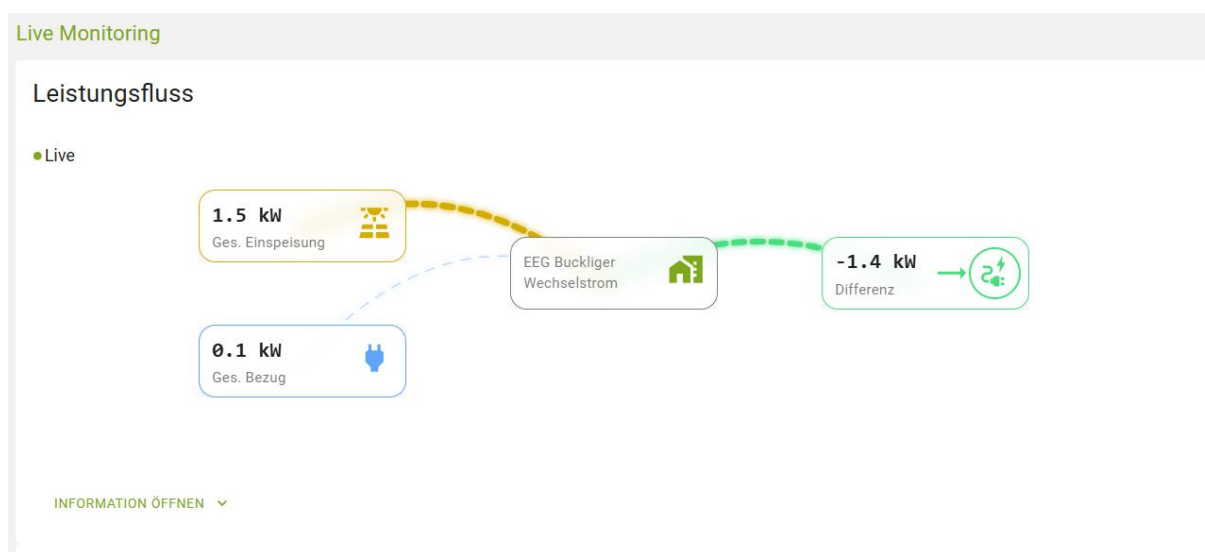 Live Monitoring
Leistungsfluss
Live
1.5 kW
Ges. Einspeisung
EEG Buckliger
Wechselstrom
-1.4 kW
Differenz
0.1 kW
Ges. Bezug
INFORMATION ÖFFNEN